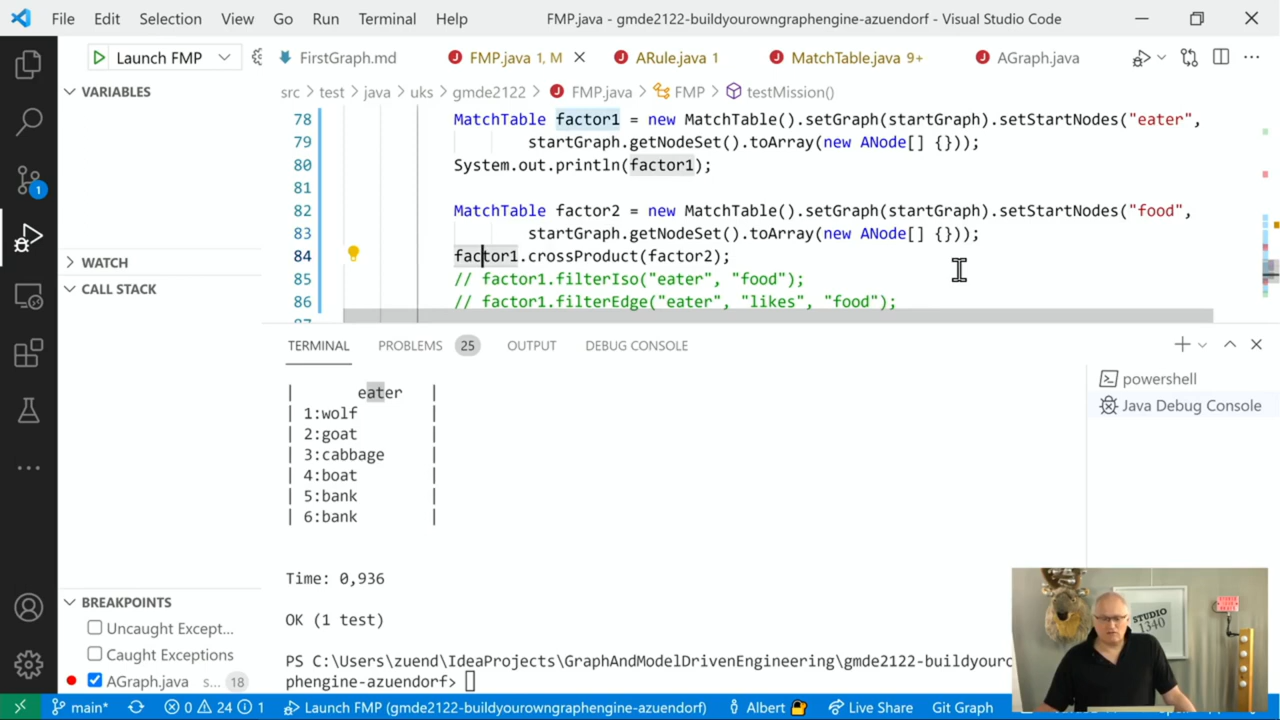 File Edit Selection View Go Run Terminal Help FMP.java - gmde2122-buildyourowngraphengine-azuendorf - Visual Studio Code
Launch FMP FirstGraph.md FMP.java 1, M ARule.java 1 MatchTable.java 9+ AGraph.java
VARIABLES
src > test > java > uks > gmde2122 > FMP.java > FMP > testMission()
78 MatchTable factor1 = new MatchTable().setGraph(startGraph).setStartNodes("eater",
79 startGraph.getNodeSet().toArray(new ANode[] {}));
80 System.out.println(factor1);
81
82 MatchTable factor2 = new MatchTable().setGraph(startGraph).setStartNodes("food",
83 startGraph.getNodeSet().toArray(new ANode[] {}));
84 factor1.crossProduct(factor2);
85 // factor1.filterIso("eater", "food");
86 // factor1.filterEdge("eater", "likes", "food");
WATCH
CALL STACK
1
TERMINAL PROBLEMS 25 OUTPUT DEBUG CONSOLE
powershell
Java Debug Console
| eater |
| 1:wolf |
| 2:goat |
| 3:cabbage |
| 4:boat |
| 5:bank |
| 6:bank |
Time: 0,936
OK (1 test)
PS C:\Users\zuend\IdeaProjects\GraphAndModelDrivenEngineering\gmde2122-buildyouro
phengine-azuendorf>
BREAKPOINTS
Uncaught Except...
Caught Exceptions
AGraph.java s... 18
STUDIO
1340
main* 0 24 1 Launch FMP (gmde2122-buildyourowngraphengine-azuendorf) Albert Live Share Git Graph